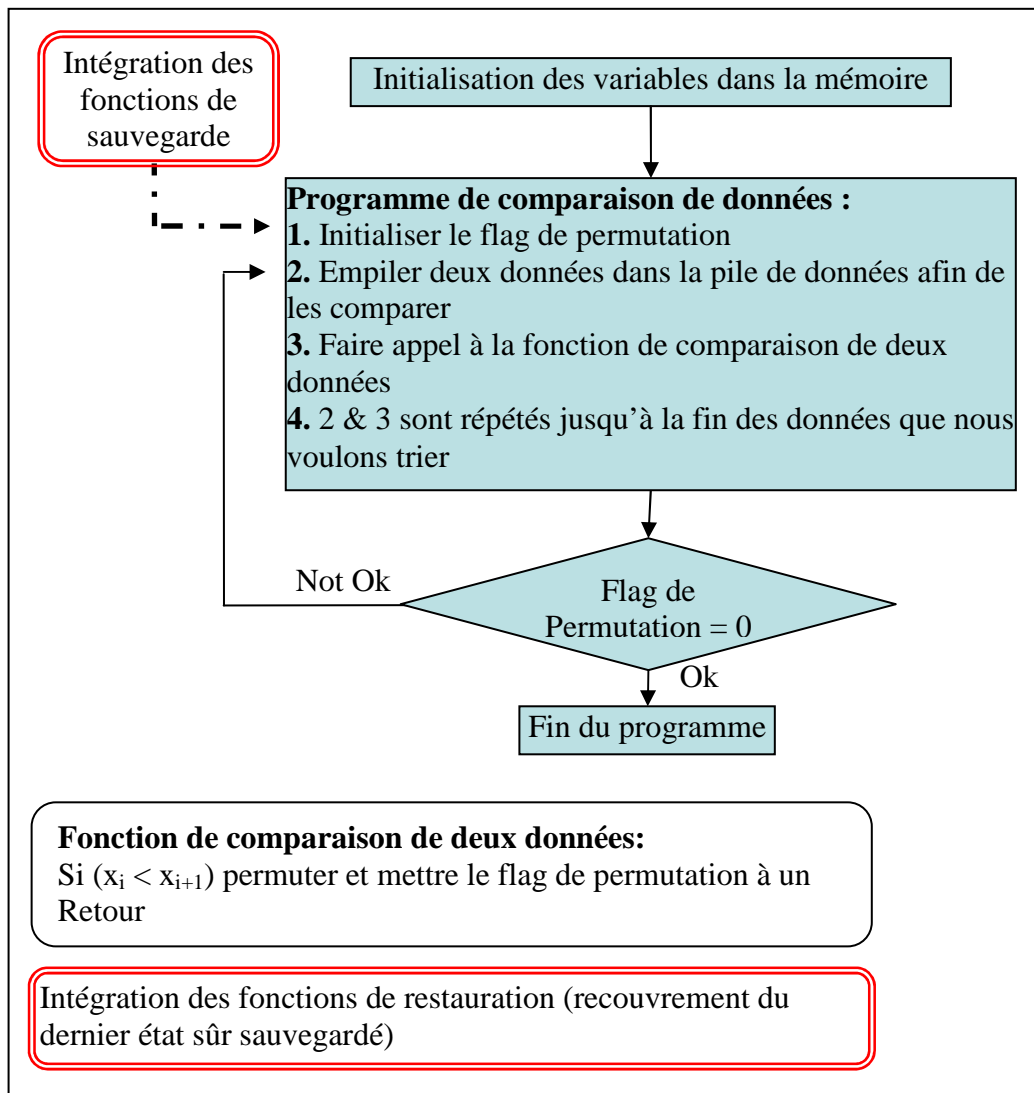 Intégration des
fonctions de
sauvegarde
Initialisation des variables dans la mémoire
Programme de comparaison de données :
1. Initialiser le flag de permutation
2. Empiler deux données dans la pile de données afin de
les comparer
3. Faire appel à la fonction de comparaison de deux
données
4. 2 & 3 sont répétés jusqu’à la fin des données que nous
voulons trier
Not Ok
Flag de
Permutation = 0
Ok
Fin du programme
Fonction de comparaison de deux données:
Si (xᵢ < xᵢ₊₁) permuter et mettre le flag de permutation à un
Retour
Intégration des fonctions de restauration (recouvrement du
dernier état sûr sauvegardé)